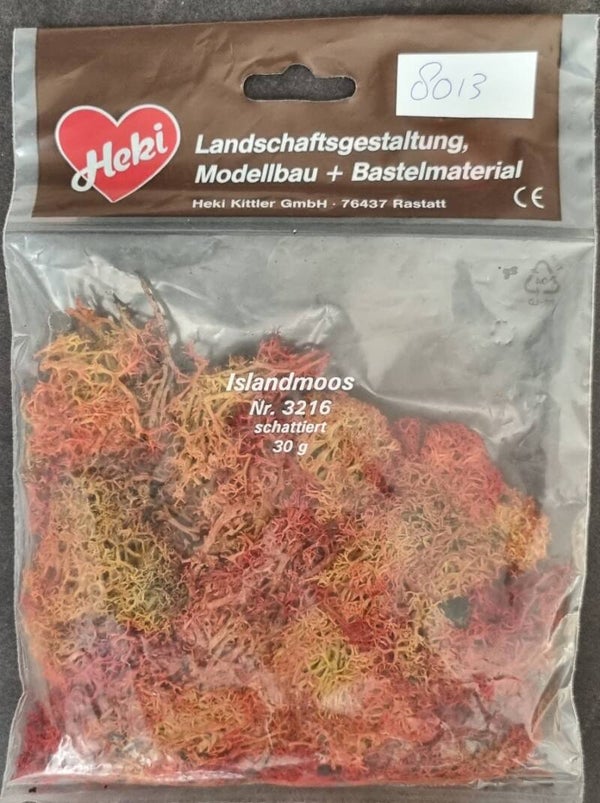 8013
Heki
Landschaftsgestaltung,
Modellbau + Bastelmaterial
Heki Kittler GmbH · 76437 Rastatt
CE
Islandmoos
Nr. 3216
schattiert
30 g